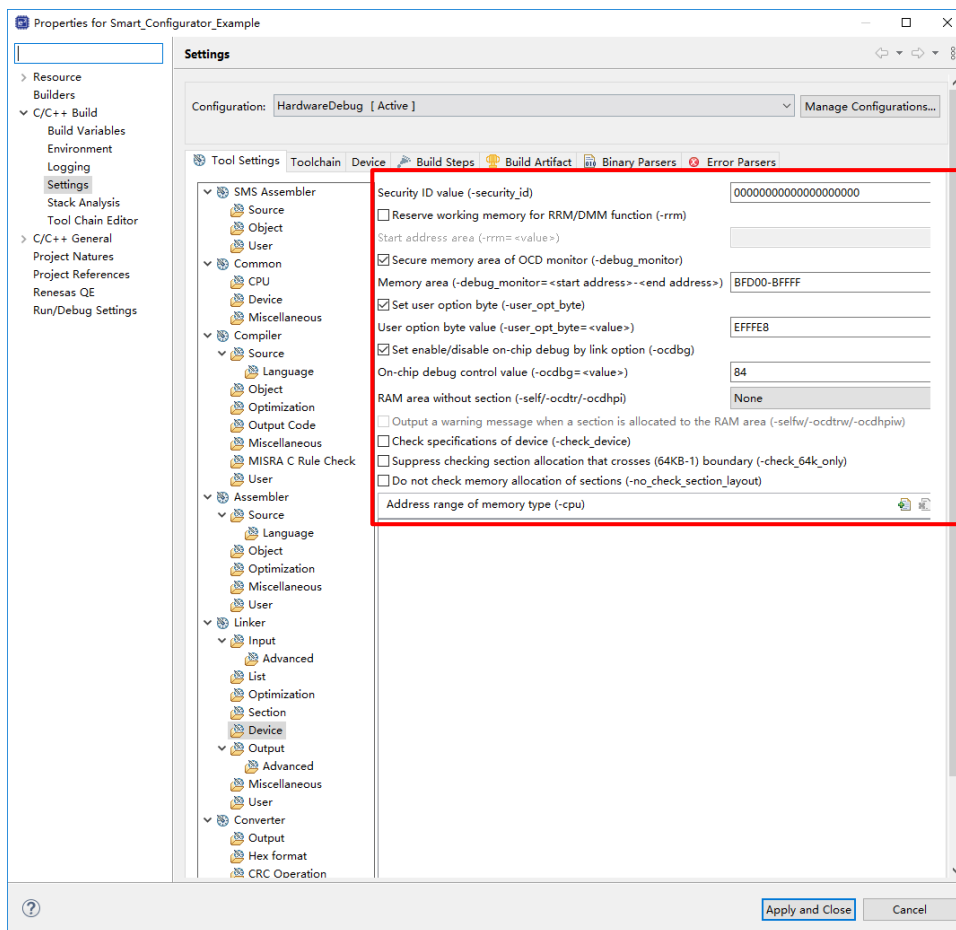 Properties for Smart_Configurator_Example
Settings
Resource
Builders
C/C++ Build
Build Variables
Environment
Logging
Settings
Stack Analysis
Tool Chain Editor
C/C++ General
Project Natures
Project References
Renesas QE
Run/Debug Settings
Configuration: HardwareDebug [ Active ] Manage Configurations...
Tool Settings Toolchain Device Build Steps Build Artifact Binary Parsers Error Parsers
SMS Assembler
Source
Object
User
Common
CPU
Device
Miscellaneous
Compiler
Source
Language
Object
Optimization
Output Code
Miscellaneous
MISRA C Rule Check
User
Assembler
Source
Language
Object
Optimization
Miscellaneous
User
Linker
Input
Advanced
List
Optimization
Section
Device
Output
Advanced
Miscellaneous
User
Converter
Output
Hex format
CRC Operation
Security ID value (-security_id) 00000000000000000000
Reserve working memory for RRM/DMM function (-rrm)
Start address area (-rrm=<value>)
Secure memory area of OCD monitor (-debug_monitor)
Memory area (-debug_monitor=<start address>-<end address>) BFD00-BFFFF
Set user option byte (-user_opt_byte)
User option byte value (-user_opt_byte=<value>) EFFFE8
Set enable/disable on-chip debug by link option (-ocdbg)
On-chip debug control value (-ocdbg=<value>) 84
RAM area without section (-self/-ocdtr/-ocdhpi) None
Output a warning message when a section is allocated to the RAM area (-selfw/-ocdtrw/-ocdhpiw)
Check specifications of device (-check_device)
Suppress checking section allocation that crosses (64KB-1) boundary (-check_64k_only)
Do not check memory allocation of sections (-no_check_section_layout)
Address range of memory type (-cpu)
Apply and Close Cancel